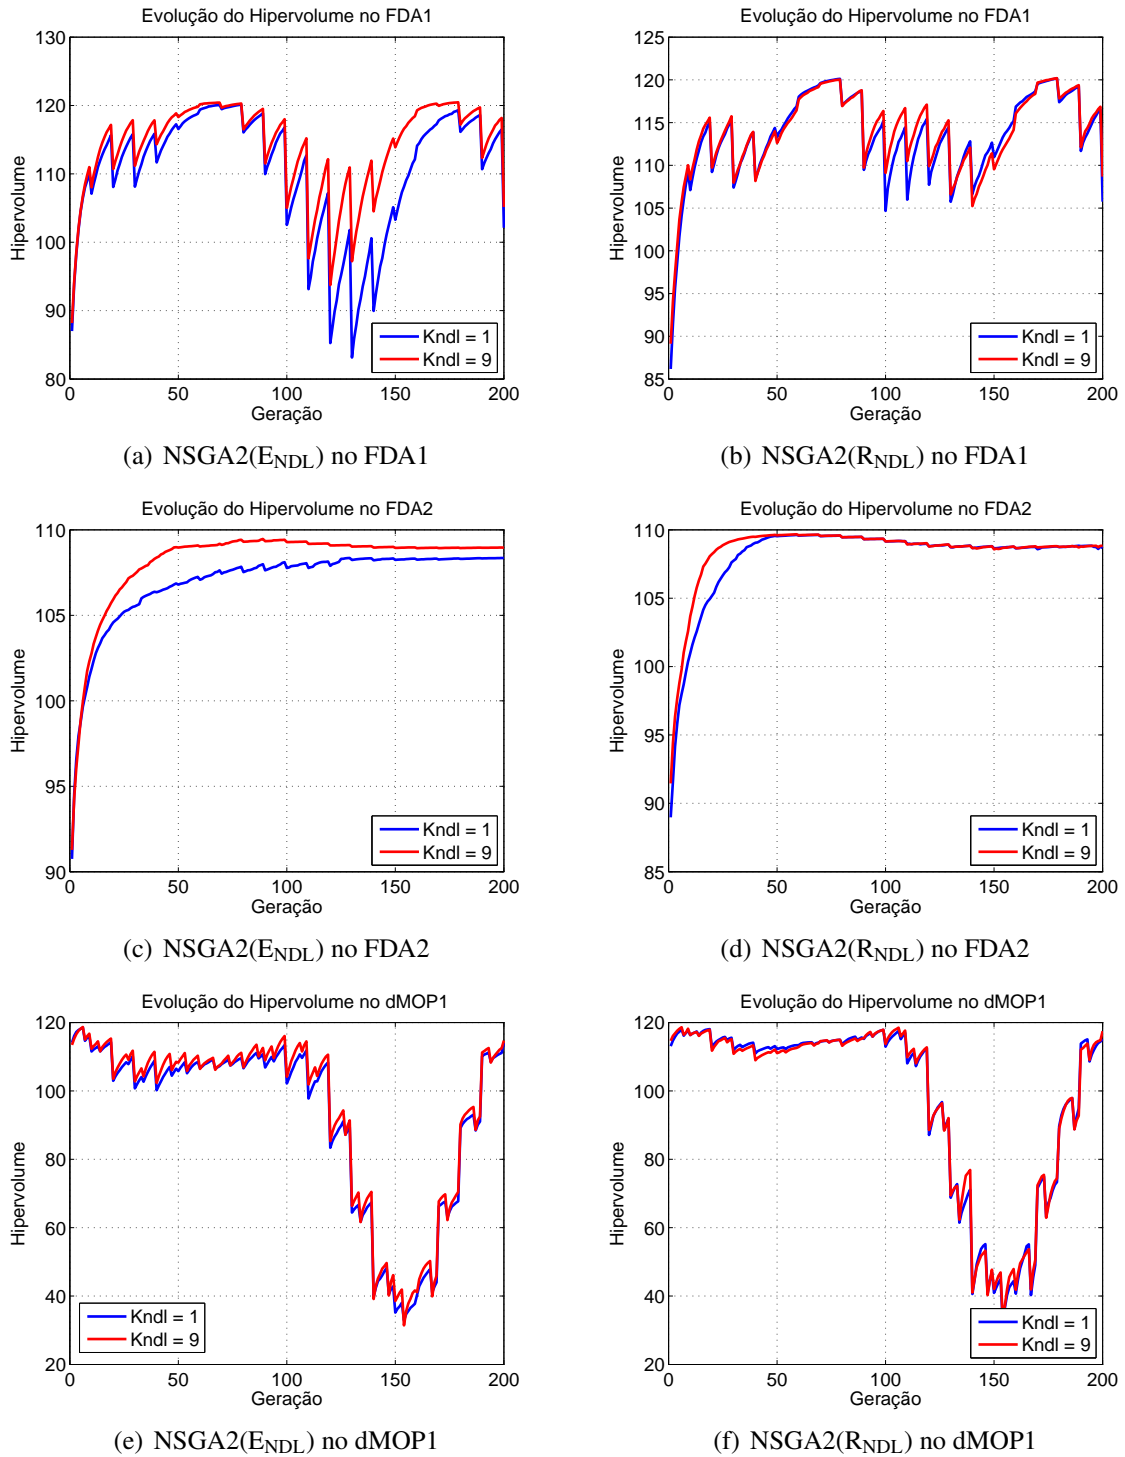 Evolução do Hipervolume no FDA1
130
120
110
100
90
80
0 50 100 150 200
Hipervolume
Geração
Kndl = 1
Kndl = 9
(a) NSGA2(E_NDL) no FDA1
Evolução do Hipervolume no FDA1
125
120
115
110
105
100
95
90
85
0 50 100 150 200
Hipervolume
Geração
Kndl = 1
Kndl = 9
(b) NSGA2(R_NDL) no FDA1
Evolução do Hipervolume no FDA2
110
105
100
95
90
0 50 100 150 200
Hipervolume
Geração
Kndl = 1
Kndl = 9
(c) NSGA2(E_NDL) no FDA2
Evolução do Hipervolume no FDA2
110
105
100
95
90
85
0 50 100 150 200
Hipervolume
Geração
Kndl = 1
Kndl = 9
(d) NSGA2(R_NDL) no FDA2
Evolução do Hipervolume no dMOP1
120
100
80
60
40
20
0 50 100 150 200
Hipervolume
Geração
Kndl = 1
Kndl = 9
(e) NSGA2(E_NDL) no dMOP1
Evolução do Hipervolume no dMOP1
120
100
80
60
40
20
0 50 100 150 200
Hipervolume
Geração
Kndl = 1
Kndl = 9
(f) NSGA2(R_NDL) no dMOP1